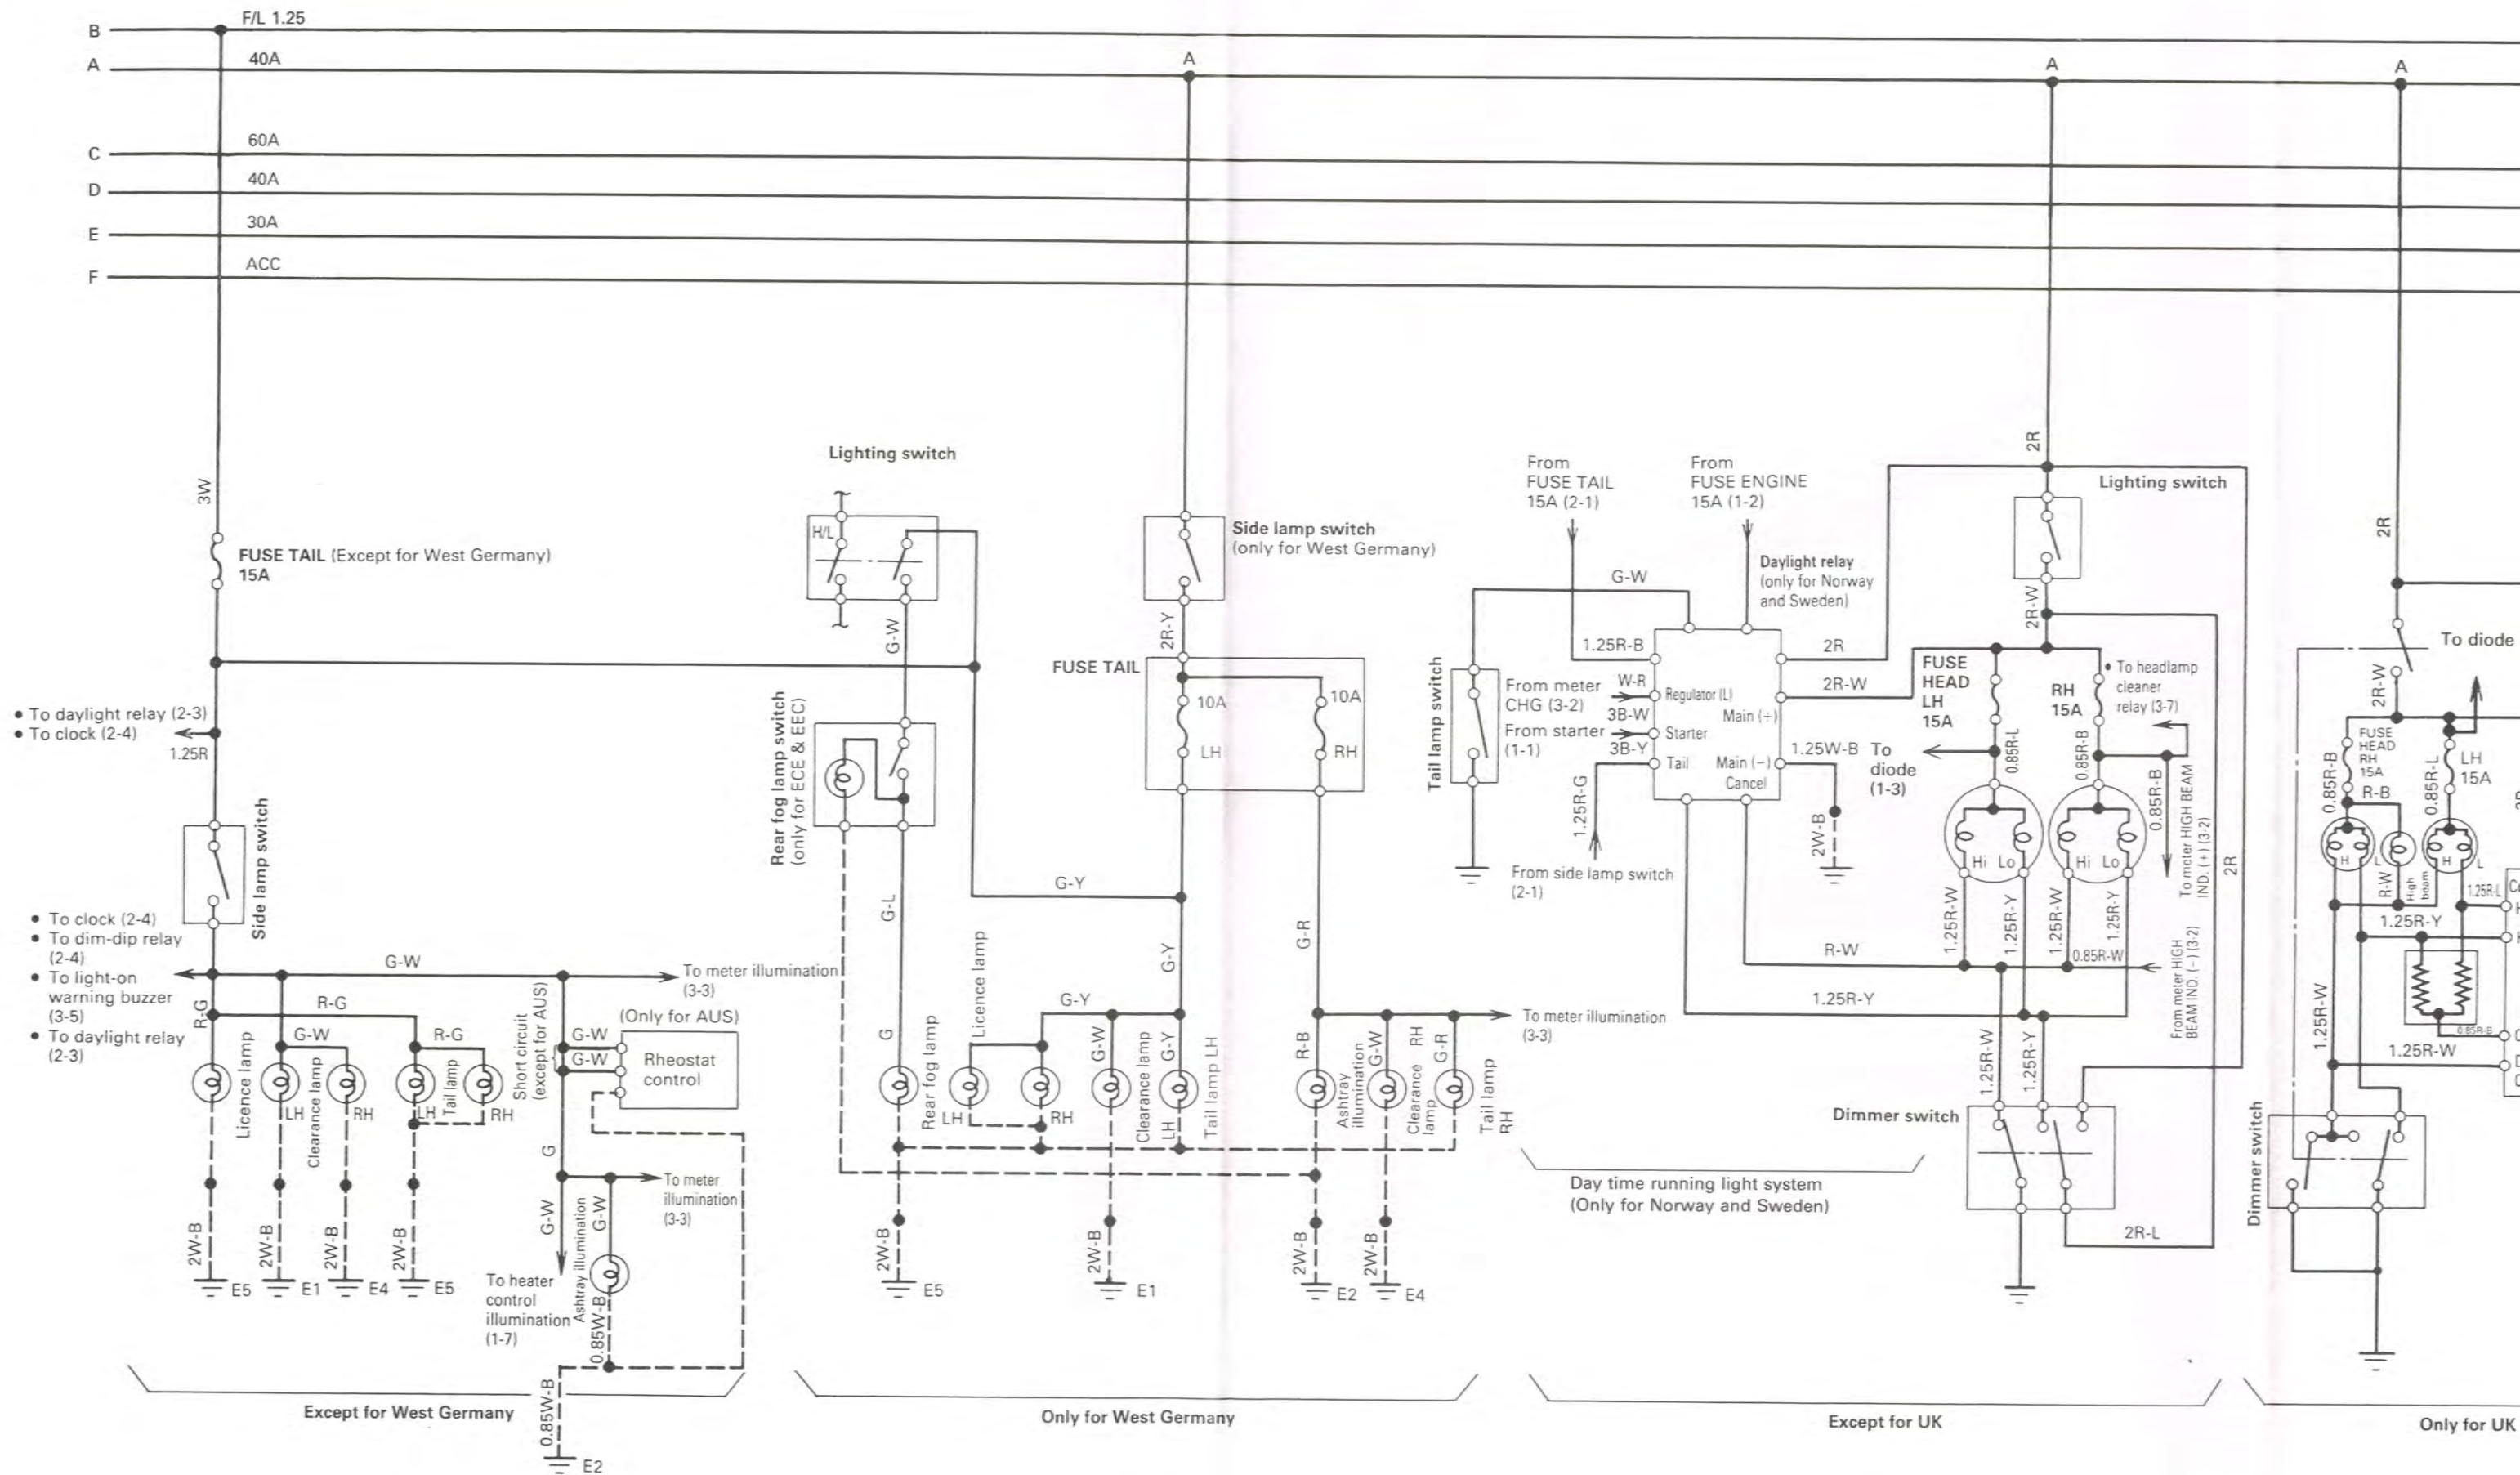 B
F/L 1.25
A
40A
A
A
A
C
60A
D
40A
E
30A
F
ACC
3W
FUSE TAIL (Except for West Germany)
15A
• To daylight relay (2-3)
• To clock (2-4)
1.25R
Side lamp switch
• To clock (2-4)
• To dim-dip relay
(2-4)
• To light-on
warning buzzer
(3-5)
• To daylight relay
(2-3)
G-W
To meter illumination
(3-3)
R-G
R-G
G-W
R-G
Licence lamp
LH
Clearance lamp
RH
LH
Tail lamp
RH
Short circuit
(except for AUS)
(Only for AUS)
G-W
G-W
Rheostat
control
G
G-W
G-W
To meter
illumination
(3-3)
Ashtray illumination
To heater
control
illumination
(1-7)
0.85W-B
0.85W-B
E2
2W-B
E5
2W-B
E1
2W-B
E4
2W-B
E5
Except for West Germany
Lighting switch
H/L
G-W
Rear fog lamp switch
(only for ECE & EEC)
Side lamp switch
(only for West Germany)
2R-Y
FUSE TAIL
10A
LH
10A
RH
G-Y
G-L
G-Y
G-R
G
Rear fog lamp
Licence lamp
LH
RH
G-Y
G-W
Clearance lamp
LH
G-Y
Tail lamp LH
R-B
Ashtray
illumination
G-W
Clearance RH
lamp
G-R
Tail lamp
RH
To meter illumination
(3-3)
2W-B
E5
2W-B
E1
2W-B
E2
2W-B
E4
Only for West Germany
From
FUSE TAIL
15A (2-1)
From
FUSE ENGINE
15A (1-2)
Daylight relay
(only for Norway
and Sweden)
G-W
1.25R-B
Tail lamp switch
From meter
CHG (3-2)
W-R
Regulator (L)
From starter
(1-1)
3B-W
Starter
3B-Y
Tail
1.25R-G
From side lamp switch
(2-1)
Main (+)
Main (−)
Cancel
2R
2R-W
1.25W-B
2W-B
To
diode
(1-3)
2R
Lighting switch
2R-W
FUSE
HEAD
LH
15A
RH
15A
• To headlamp
cleaner
relay (3-7)
0.85R-L
0.85R-B
0.85R-B
To meter HIGH BEAM
IND. (+) (3-2)
2R
Hi Lo
Hi Lo
1.25R-W
1.25R-Y
1.25R-W
1.25R-Y
R-W
0.85R-W
From meter HIGH
BEAM IND. (−) (3-2)
1.25R-Y
1.25R-W
1.25R-Y
Dimmer switch
2R-L
Day time running light system
(Only for Norway and Sweden)
Except for UK
2R
To diode
2R-W
FUSE
HEAD
RH
15A
LH
15A
0.85R-B
R-B
0.85R-L
H
L
H
L
R-W
High
beam
1.25R-L
1.25R-Y
1.25R-W
0.85R-B
1.25R-W
Dimmer switch
Only for UK